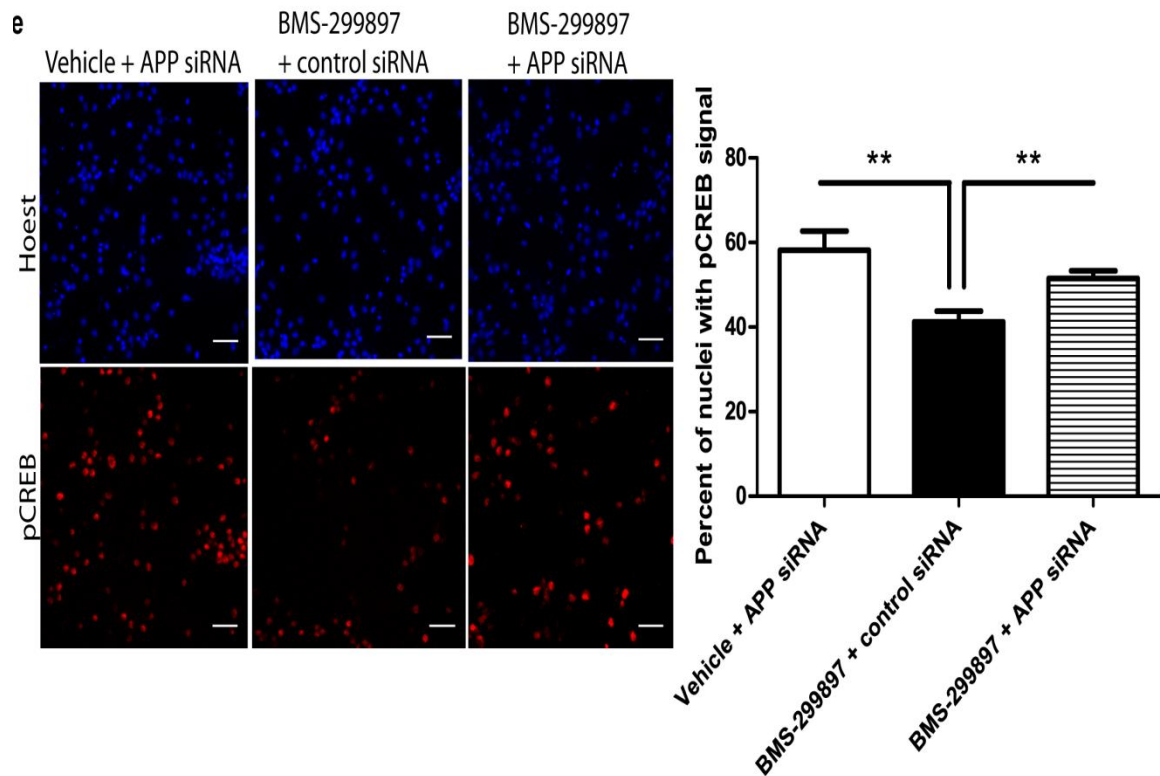 e
Vehicle + APP siRNA
BMS-299897
+ control siRNA
BMS-299897
+ APP siRNA
Hoest
pCREB
Percent of nuclei with pCREB signal
80
60
40
20
0
**
**
Vehicle + APP siRNA
BMS-299897 + control siRNA
BMS-299897 + APP siRNA